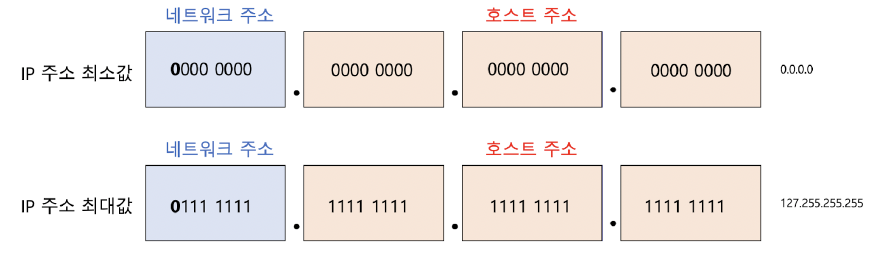 네트워크 주소 호스트 주소
IP 주소 최소값 0000 0000 . 0000 0000 . 0000 0000 . 0000 0000 0.0.0.0
네트워크 주소 호스트 주소
IP 주소 최대값 0111 1111 . 1111 1111 . 1111 1111 . 1111 1111 127.255.255.255